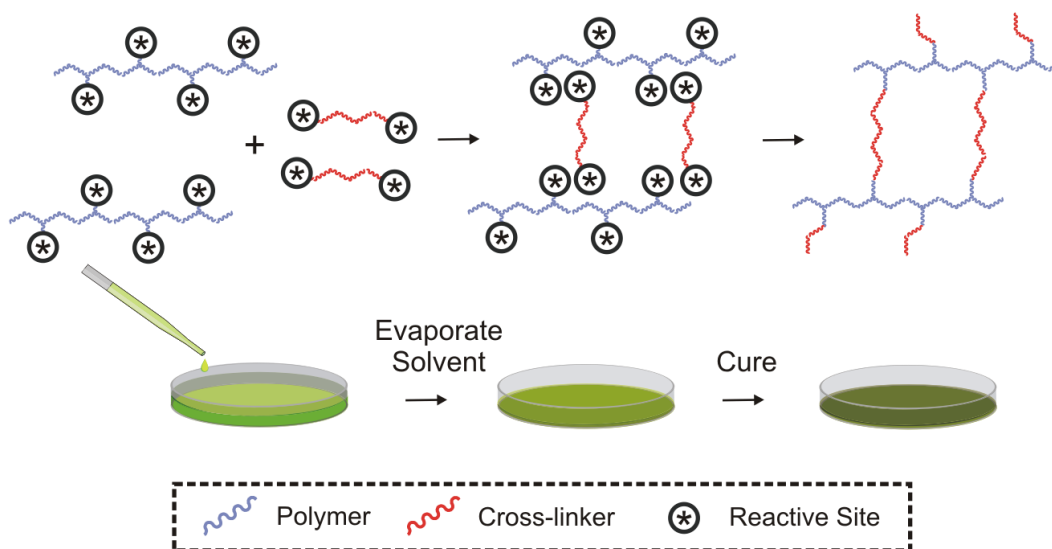 +
Evaporate
Solvent
Cure
Polymer
Cross-linker
Reactive Site